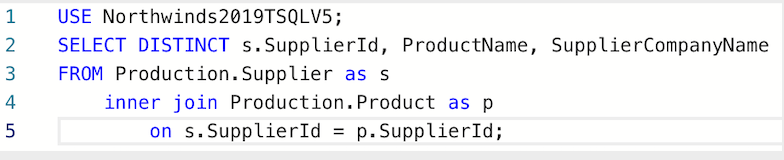 1 USE Northwinds2019TSQLV5;
2 SELECT DISTINCT s.SupplierId, ProductName, SupplierCompanyName
3 FROM Production.Supplier as s
4 inner join Production.Product as p
5 on s.SupplierId = p.SupplierId;